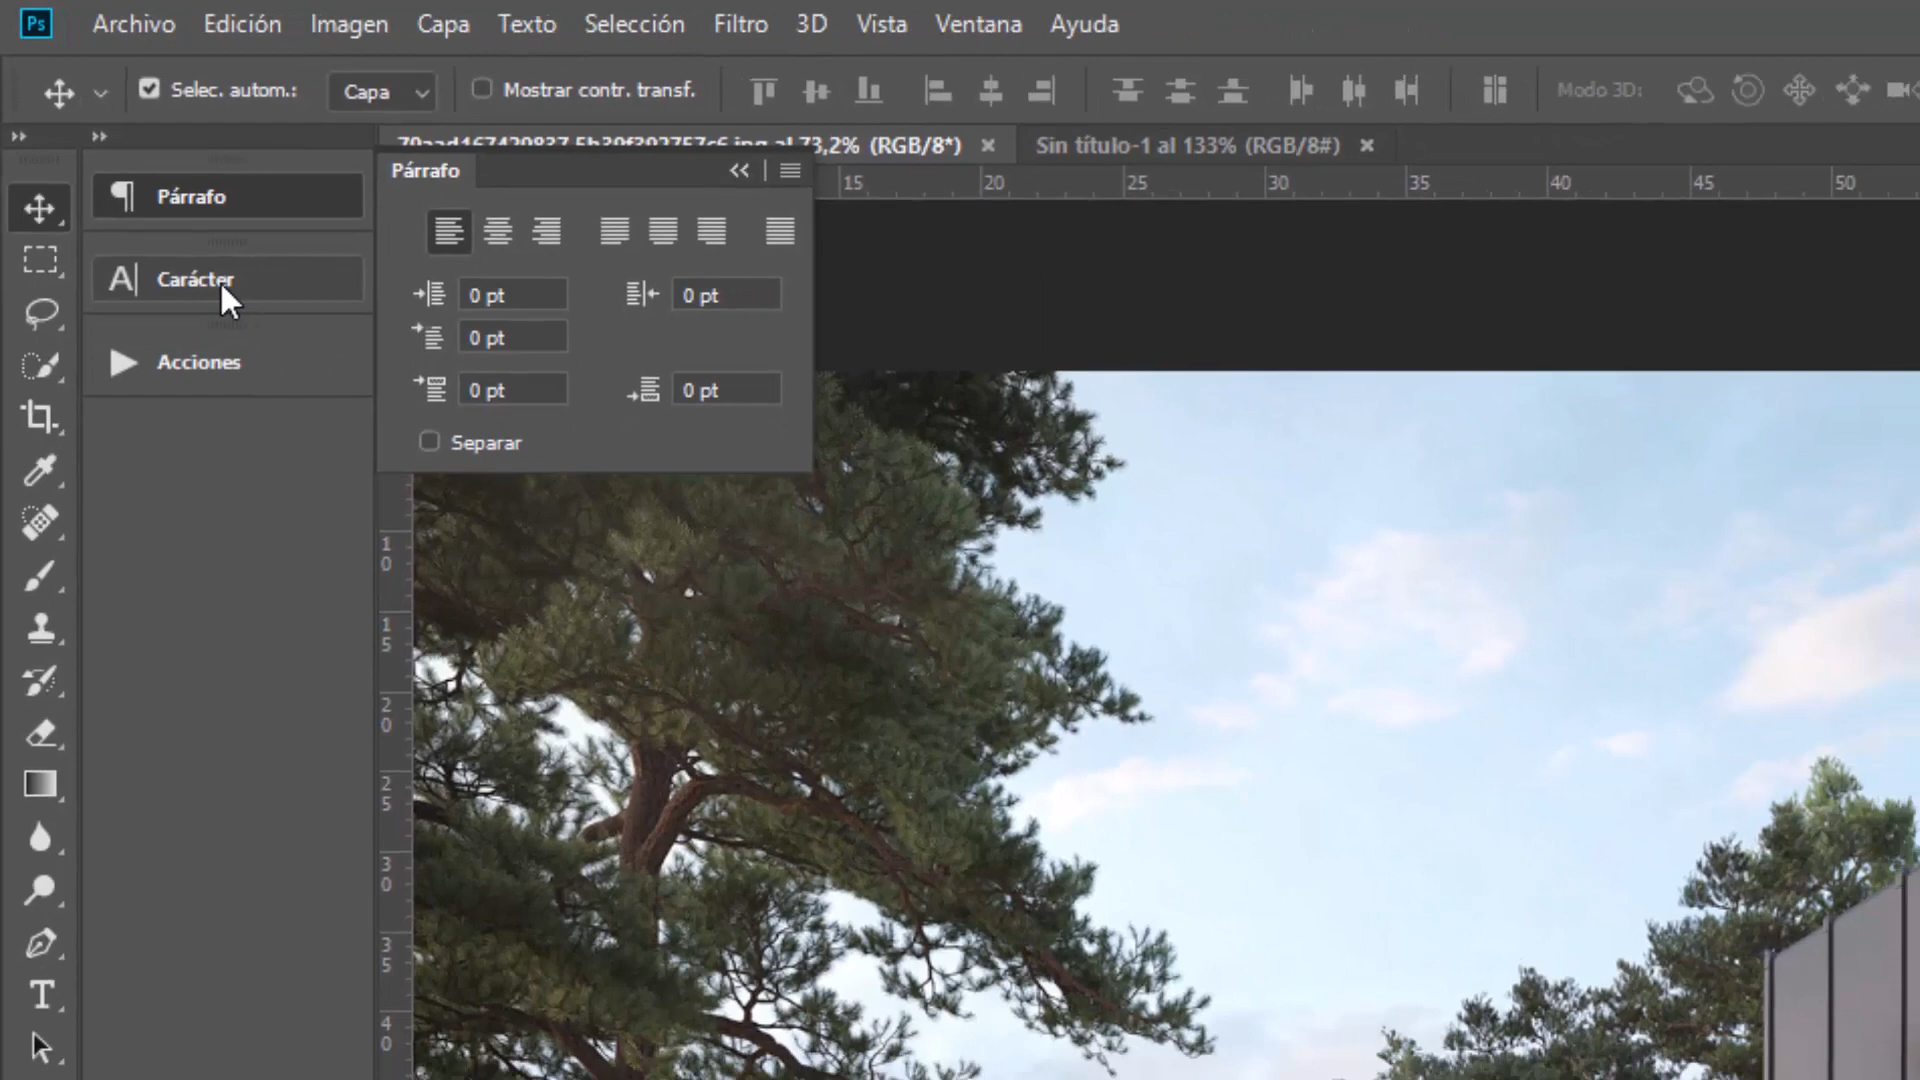 Ps Archivo Edición Imagen Capa Texto Selección Filtro 3D Vista Ventana Ayuda
Selec. autom.: Capa Mostrar contr. transf. Modo 3D:
al 73,2% (RGB/8*) Sin título-1 al 133% (RGB/8#)
Párrafo
15 20 25 30 35 40 45 50
Párrafo
Carácter
Acciones
0 pt 0 pt
0 pt
0 pt 0 pt
Separar
10
15
20
25
30
35
40